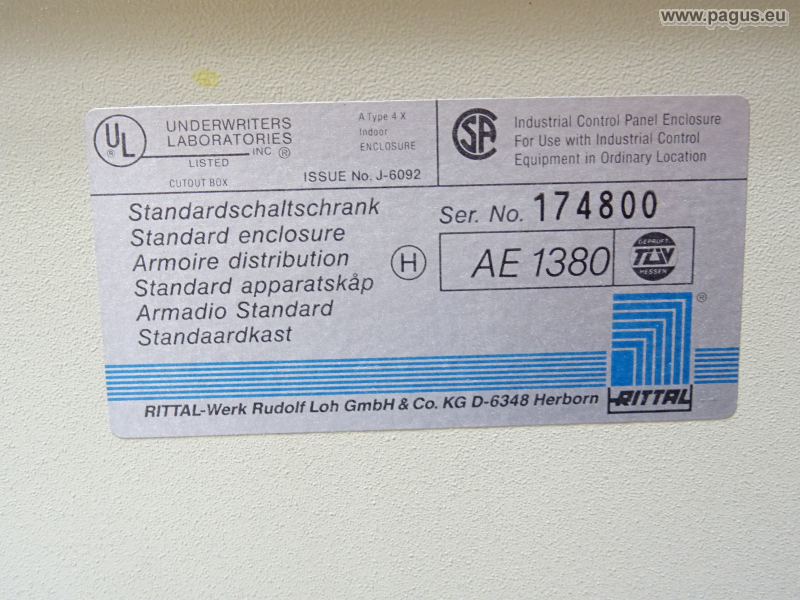 www.pagus.eu
UL
®
UNDERWRITERS
LABORATORIES
INC. ®
LISTED
CUTOUT BOX
A Type 4 X
Indoor
ENCLOSURE
ISSUE No. J-6092
SA
Industrial Control Panel Enclosure
For Use with Industrial Control
Equipment in Ordinary Location
Standardschaltschrank
Standard enclosure
Armoire distribution
Standard apparatskåp
Armadio Standard
Standaardkast
H
Ser. No. 174800
AE 1380
GEPRÜFT
TÜV
HESSEN
®
RITTAL
RITTAL-Werk Rudolf Loh GmbH & Co. KG D-6348 Herborn